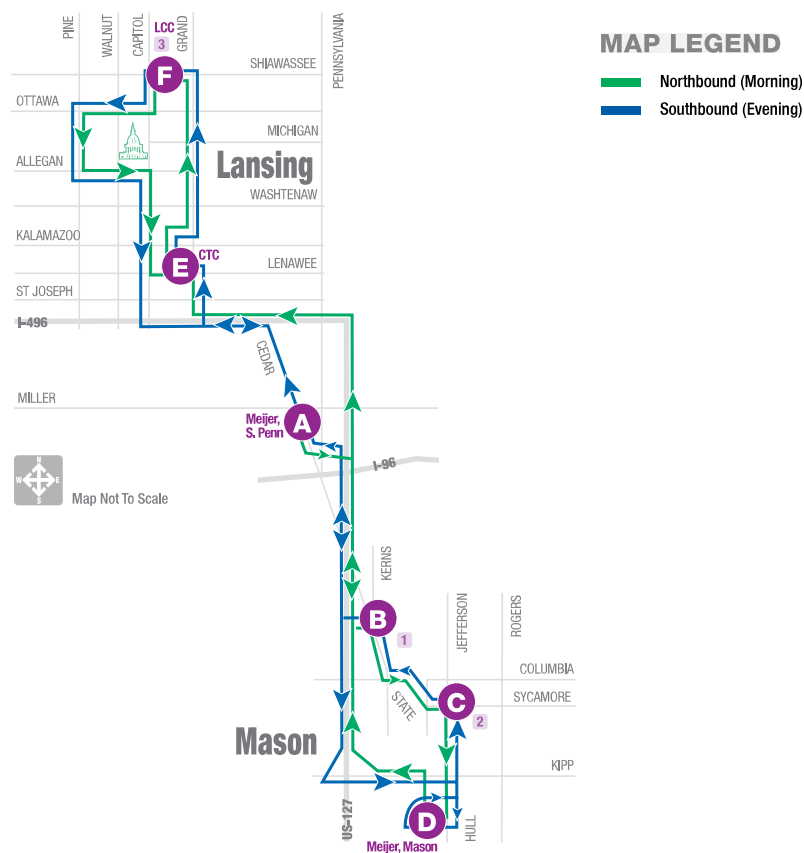 PINE
WALNUT
CAPITOL
LCC
3
GRAND
PENNSYLVANIA
MAP LEGEND
Northbound (Morning)
Southbound (Evening)
F
SHIAWASSEE
OTTAWA
MICHIGAN
ALLEGAN
Lansing
WASHTENAW
KALAMAZOO
CTC
E
LENAWEE
ST JOSEPH
I-496
CEDAR
MILLER
Meijer,
S. Penn
A
I-96
N
W
E
S
Map Not To Scale
KERNS
B
1
JEFFERSON
ROGERS
COLUMBIA
STATE
C
SYCAMORE
2
Mason
KIPP
US-127
D
HULL
Meijer, Mason